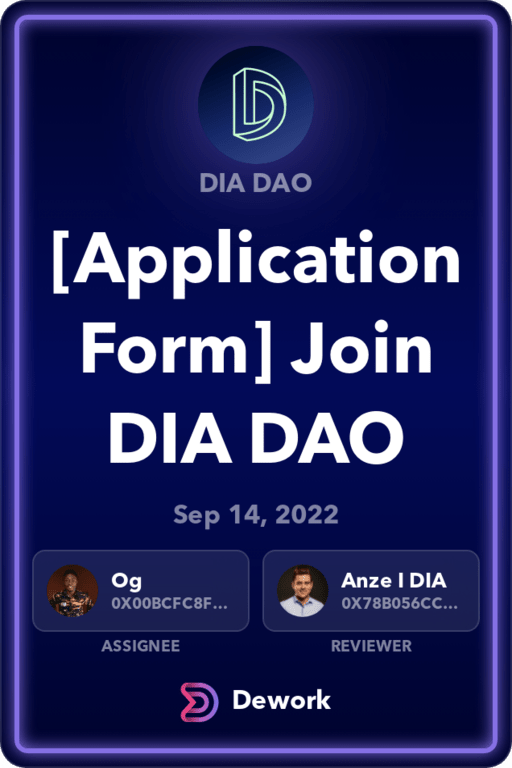 DIA DAO
[Application
Form] Join
DIA DAO
Sep 14, 2022
Og
0X00BCFC8F...
ASSIGNEE
Anze I DIA
0X78B056CC...
REVIEWER
Dework